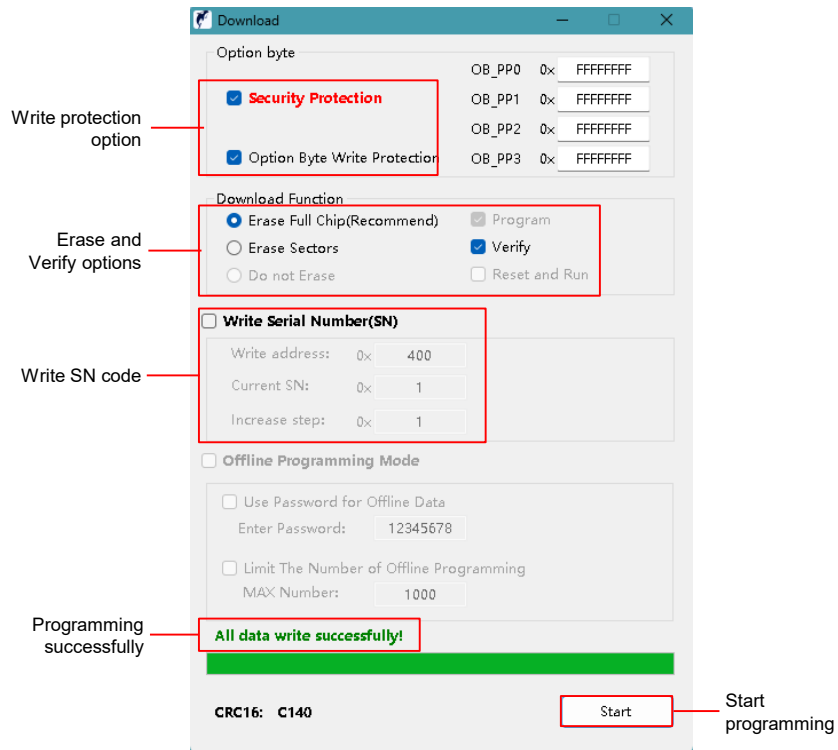 Download
Option byte
OB_PP0 0x FFFFFFFF
Security Protection OB_PP1 0x FFFFFFFF
Write protection
option
OB_PP2 0x FFFFFFFF
Option Byte Write Protection OB_PP3 0x FFFFFFFF
Download Function
Erase Full Chip(Recommend) Program
Erase and
Verify options
Erase Sectors Verify
Do not Erase Reset and Run
Write Serial Number(SN)
Write address: 0x 400
Write SN code
Current SN: 0x 1
Increase step: 0x 1
Offline Programming Mode
Use Password for Offline Data
Enter Password: 12345678
Limit The Number of Offline Programming
MAX Number: 1000
Programming
successfully
All data write successfully!
CRC16: C140 Start
Start
programming